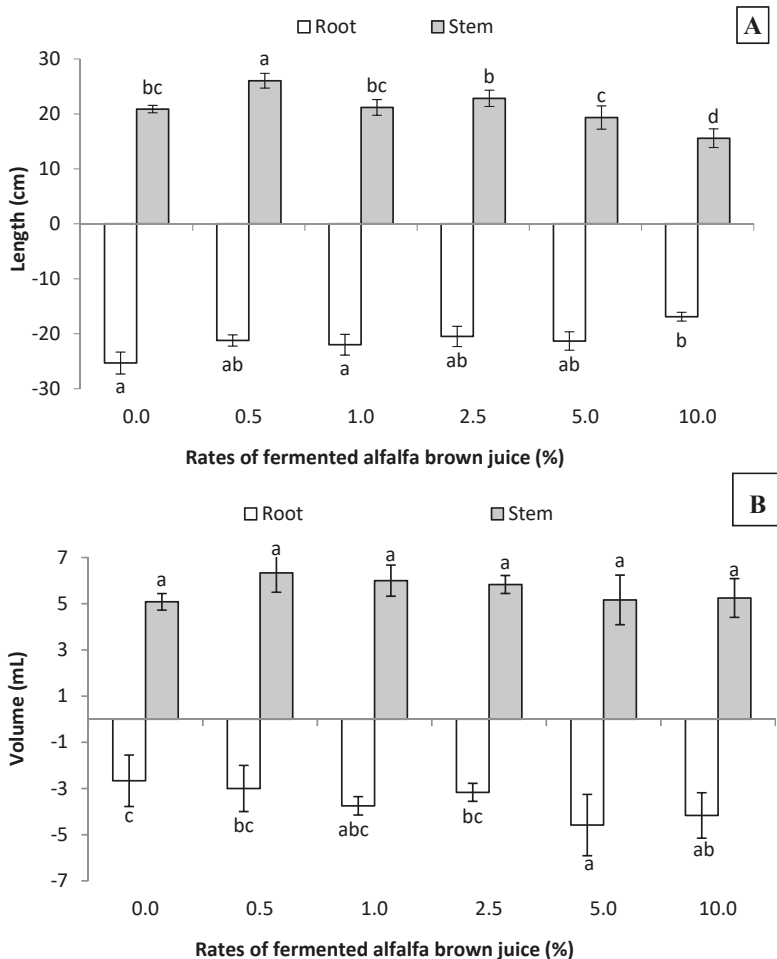 Root Stem A
30
20
10
0
-10
-20
-30
Length (cm)
bc a bc b c d
a ab a ab ab b
0.0 0.5 1.0 2.5 5.0 10.0
Rates of fermented alfalfa brown juice (%)
Root Stem B
7
5
3
1
-1
-3
-5
-7
Volume (mL)
a a a a a a
c bc abc bc a ab
0.0 0.5 1.0 2.5 5.0 10.0
Rates of fermented alfalfa brown juice (%)